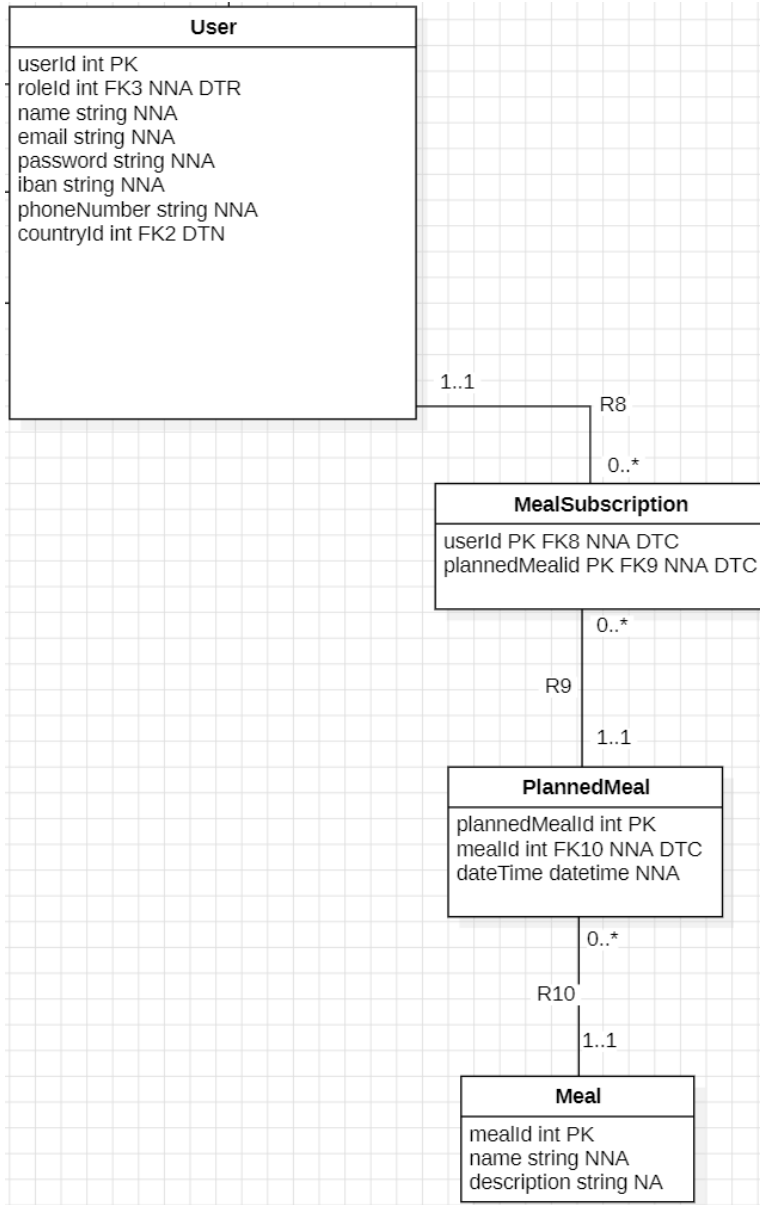 User
userId int PK
roleId int FK3 NNA DTR
name string NNA
email string NNA
password string NNA
iban string NNA
phoneNumber string NNA
countryId int FK2 DTN
1..1
R8
0..*
MealSubscription
userId PK FK8 NNA DTC
plannedMealid PK FK9 NNA DTC
0..*
R9
1..1
PlannedMeal
plannedMealId int PK
mealId int FK10 NNA DTC
dateTime datetime NNA
0..*
R10
1..1
Meal
mealId int PK
name string NNA
description string NA